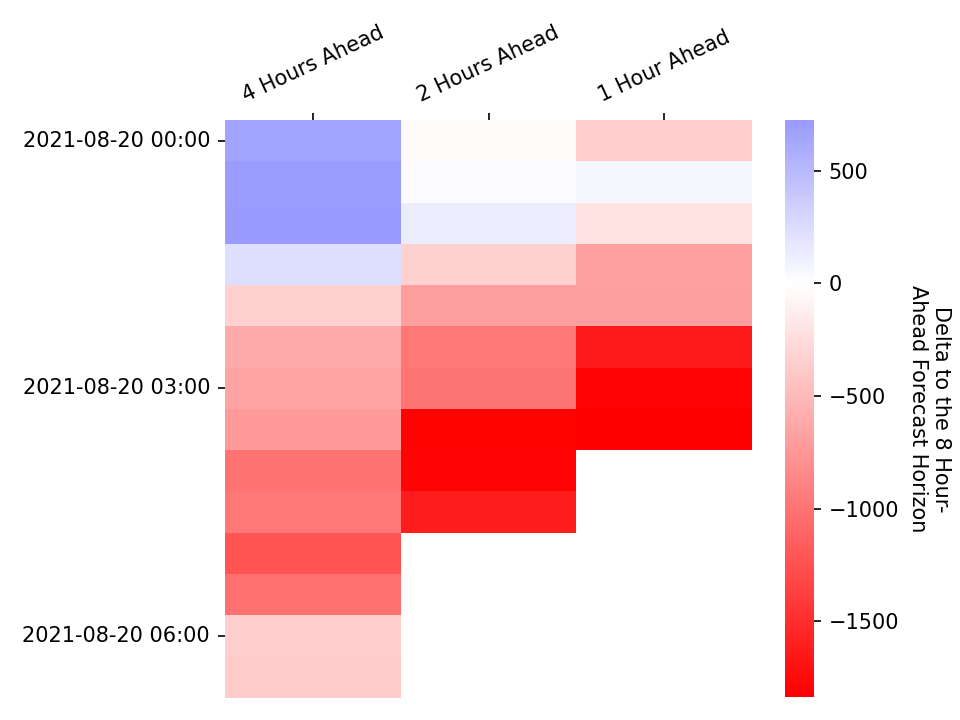 4 Hours Ahead
2 Hours Ahead
1 Hour Ahead
2021-08-20 00:00
2021-08-20 03:00
2021-08-20 06:00
500
0
−500
−1000
−1500
Delta to the 8 Hour-
Ahead Forecast Horizon